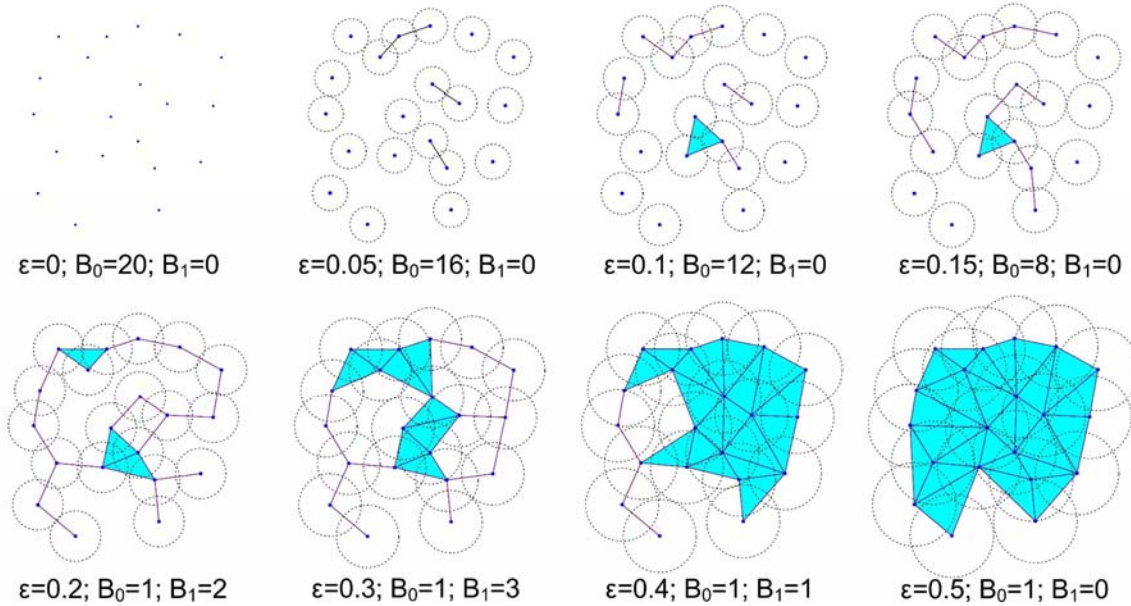 ε=0; B₀=20; B₁=0
ε=0.05; B₀=16; B₁=0
ε=0.1; B₀=12; B₁=0
ε=0.15; B₀=8; B₁=0
ε=0.2; B₀=1; B₁=2
ε=0.3; B₀=1; B₁=3
ε=0.4; B₀=1; B₁=1
ε=0.5; B₀=1; B₁=0